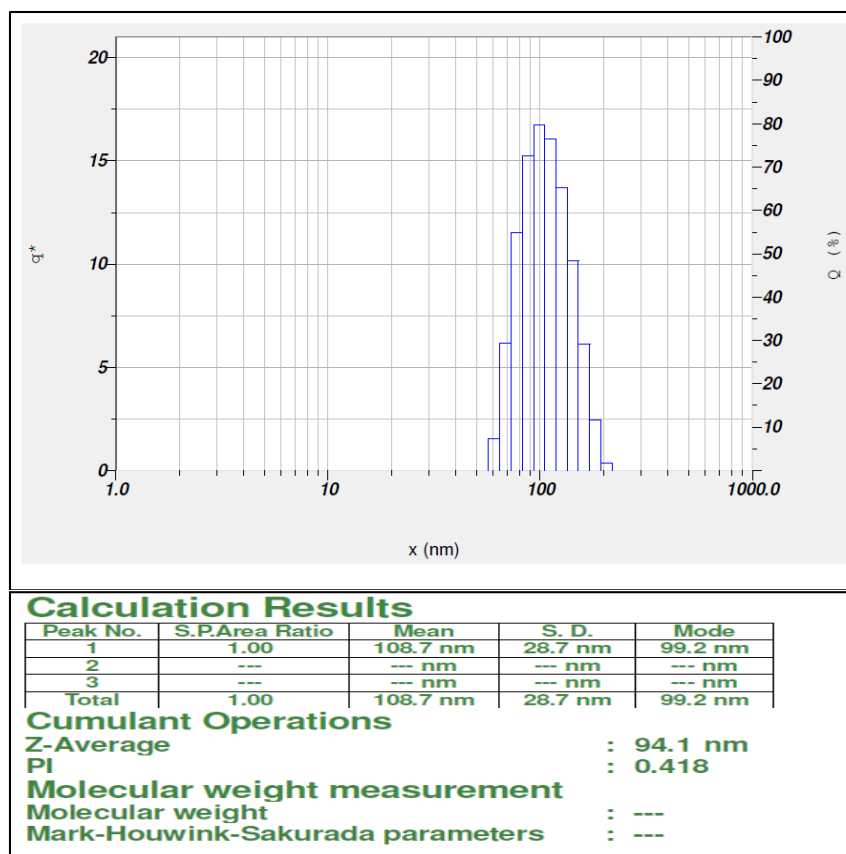 20
15
10
5
0
q*
100
90
80
70
60
50
40
30
20
10
Q (%)
1.0 10 100 1000.0
x (nm)
Calculation Results
Peak No. S.P.Area Ratio Mean S. D. Mode
1 1.00 108.7 nm 28.7 nm 99.2 nm
2 --- --- nm --- nm --- nm
3 --- --- nm --- nm --- nm
Total 1.00 108.7 nm 28.7 nm 99.2 nm
Cumulant Operations
Z-Average : 94.1 nm
PI : 0.418
Molecular weight measurement
Molecular weight : ---
Mark-Houwink-Sakurada parameters : ---